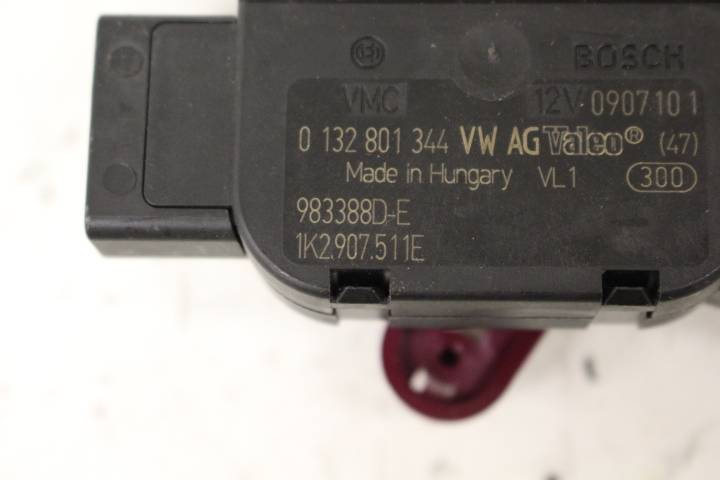 BOSCH
VMC 12V 0907101
0 132 801 344 VW AG Valeo® (47)
Made in Hungary VL1 300
983388D-E
1K2.907.511E